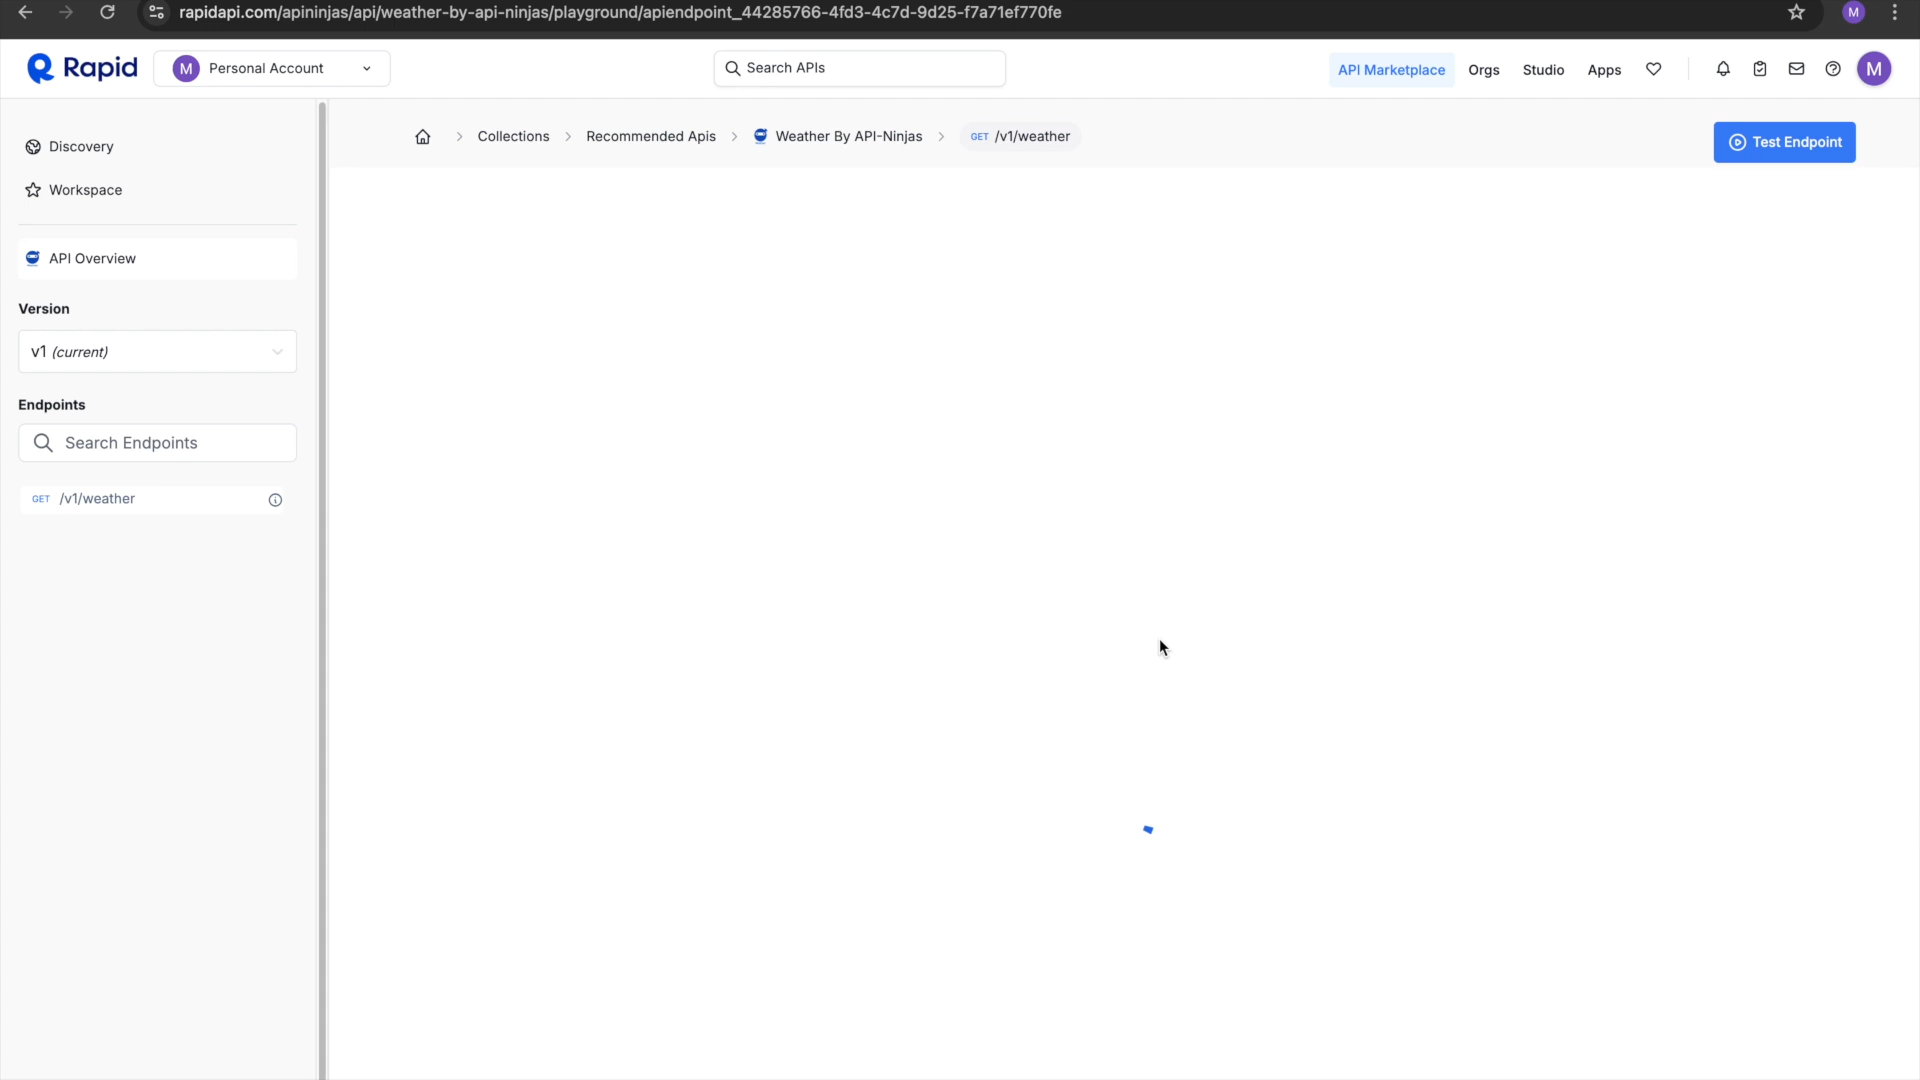 rapidapi.com/apininjas/api/weather-by-api-ninjas/playground/apiendpoint_44285766-4fd3-4c7d-9d25-f7a71ef770fe
M
Rapid
M Personal Account
Search APIs
API Marketplace
Orgs
Studio
Apps
M
Discovery
Workspace
API Overview
Version
v1 (current)
Endpoints
Search Endpoints
GET /v1/weather
Collections
Recommended Apis
Weather By API-Ninjas
GET /v1/weather
Test Endpoint